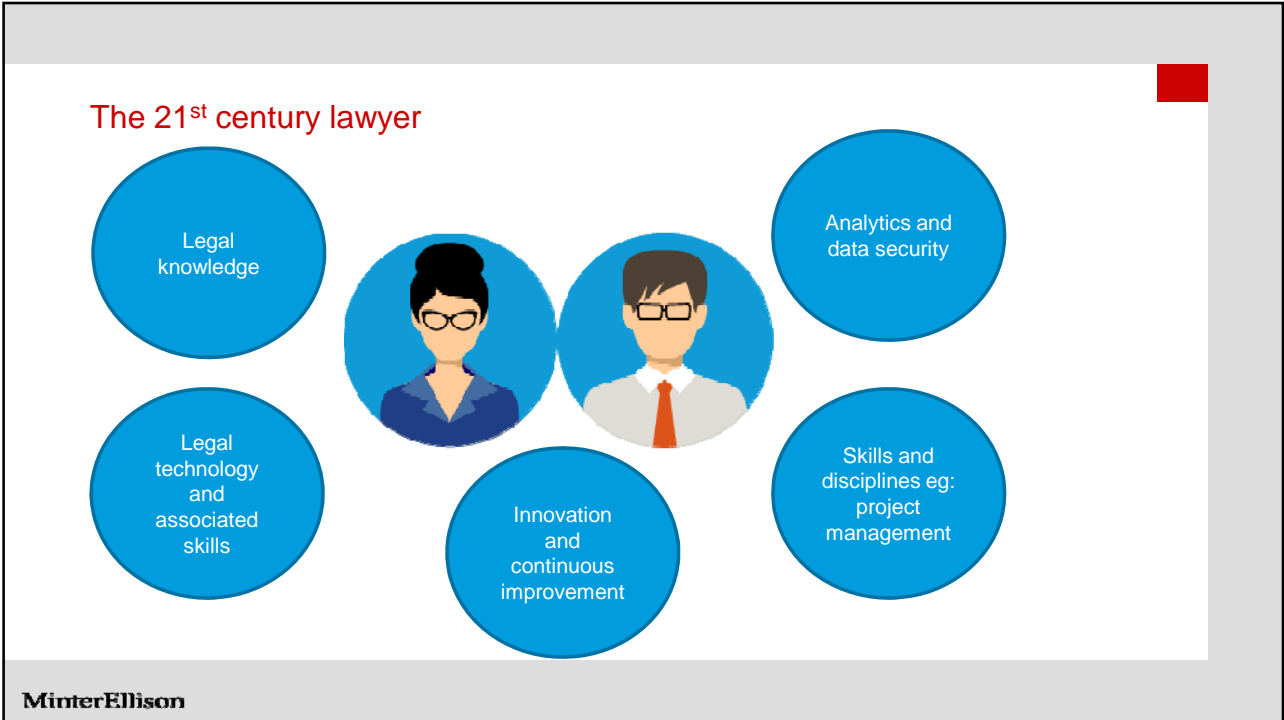 The 21st century lawyer
Legal
knowledge
Analytics and
data security
Legal
technology
and
associated
skills
Innovation
and
continuous
improvement
Skills and
disciplines eg:
project
management
MinterEllison